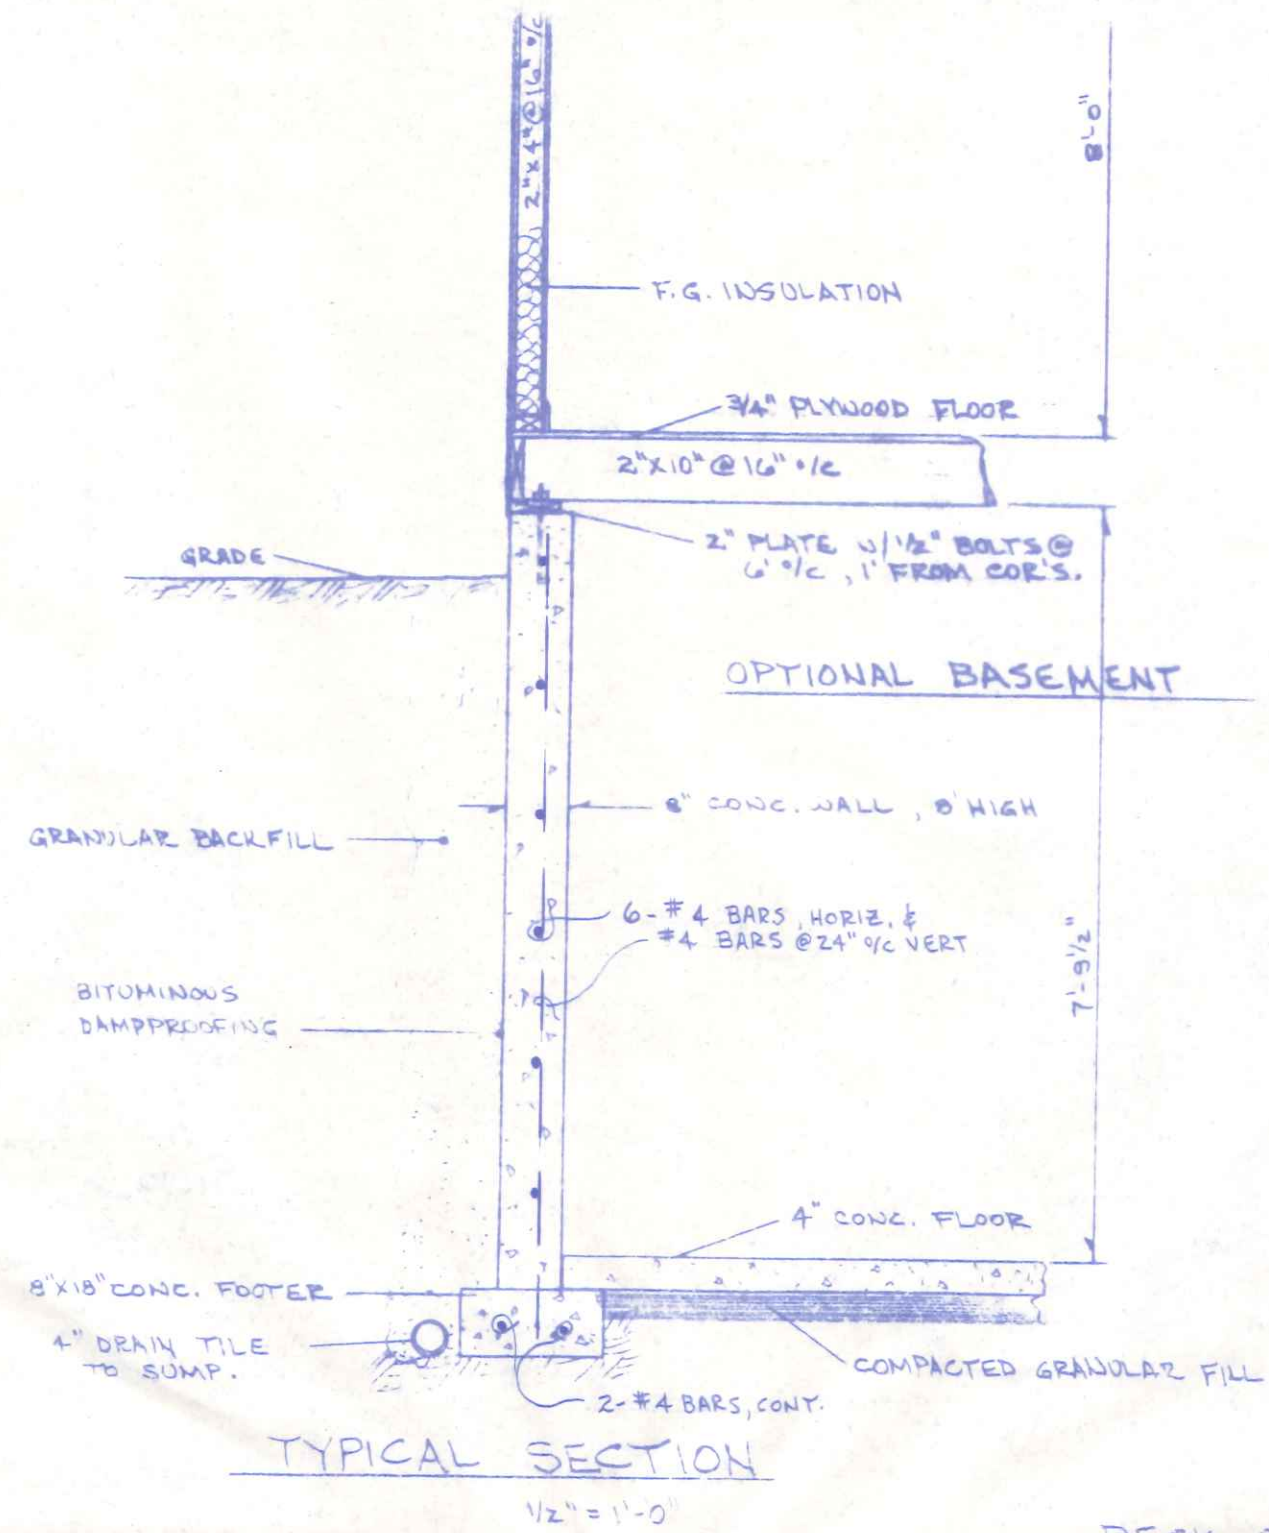 2"X4"@16" o/c
8'-0"
F.G. INSULATION
3/4" PLYWOOD FLOOR
2"X10"@16" o/c
2" PLATE W/1/2" BOLTS@
6' o/c, 1' FROM COR'S.
GRADE
OPTIONAL BASEMENT
8" CONC. WALL, 8' HIGH
GRANULAR BACKFILL
6-#4 BARS, HORIZ. &
#4 BARS @24" o/c VERT
7'-9 1/2"
BITUMINOUS
DAMPPROOFING
4" CONC. FLOOR
8"X18" CONC. FOOTER
4" DRAIN TILE
TO SUMP.
COMPACTED GRANULAR FILL
2-#4 BARS, CONT.
TYPICAL SECTION
1/2" = 1'-0"